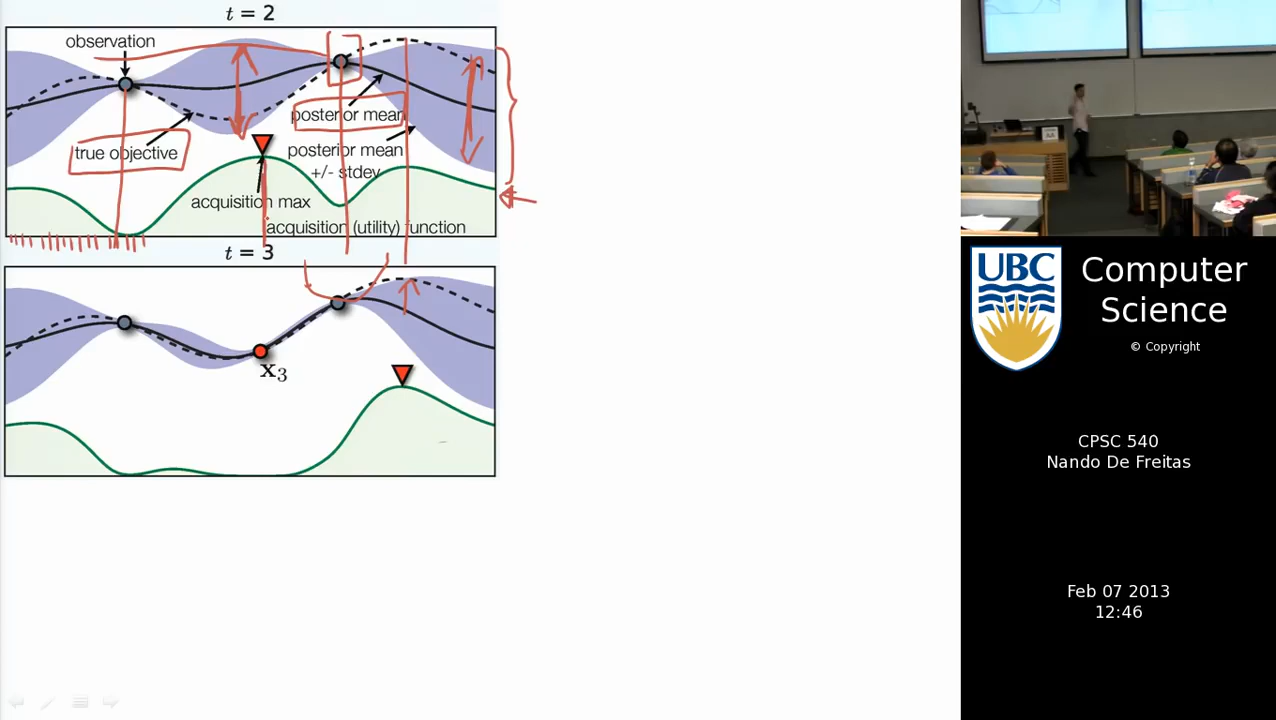 t = 2
observation
posterior mean
true objective
posterior mean
+/- stdev
acquisition max
acquisition (utility) function
t = 3
x₃
UBC
Computer
Science
© Copyright
CPSC 540
Nando De Freitas
Feb 07 2013
12:46